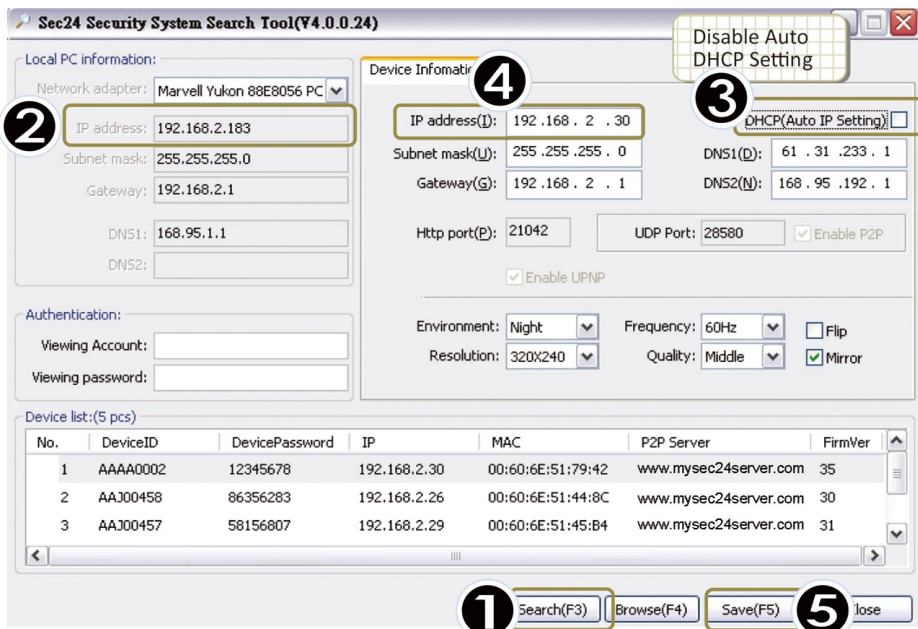 Sec24 Security System Search Tool(V4.0.0.24)
Disable Auto
DHCP Setting
Local PC information:
Network adapter: Marvell Yukon 88E8056 PC
2
IP address: 192.168.2.183
Subnet mask: 255.255.255.0
Gateway: 192.168.2.1
DNS1: 168.95.1.1
DNS2:
Authentication:
Viewing Account:
Viewing password:
Device Infomati
4
3
IP address(I): 192.168. 2 .30
DHCP(Auto IP Setting)
Subnet mask(U): 255.255.255. 0
DNS1(D): 61 . 31 .233 . 1
Gateway(G): 192.168. 2 . 1
DNS2(N): 168 . 95 .192 . 1
Http port(P): 21042
UDP Port: 28580
Enable P2P
Enable UPNP
Environment: Night
Frequency: 60Hz
Flip
Resolution: 320X240
Quality: Middle
Mirror
Device list:(5 pcs)
No. DeviceID DevicePassword IP MAC P2P Server FirmVer
1 AAAA0002 12345678 192.168.2.30 00:60:6E:51:79:42 www.mysec24server.com 35
2 AAJ00458 86356283 192.168.2.26 00:60:6E:51:44:8C www.mysec24server.com 30
3 AAJ00457 58156807 192.168.2.29 00:60:6E:51:45:B4 www.mysec24server.com 31
1 Search(F3) Browse(F4) Save(F5) 5 lose